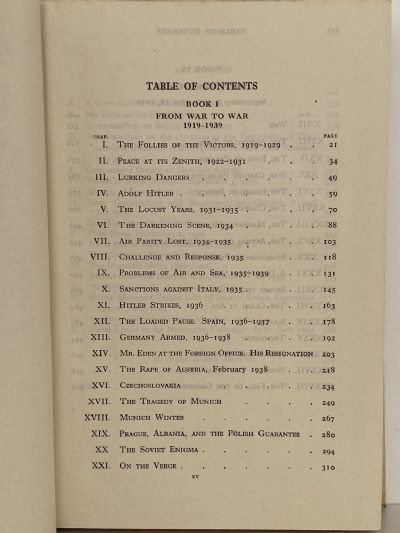 TABLE OF CONTENTS
BOOK I
FROM WAR TO WAR
1919-1939
CHAP. PAGE
I. The Follies of the Victors, 1919-1929 . . 21
II. Peace at its Zenith, 1922-1931 . . . 34
III. Lurking Dangers . . . . . . 49
IV. Adolf Hitler . . . . . . . 59
V. The Locust Years, 1931-1935 . . . . 70
VI. The Darkening Scene, 1934 . . . . 88
VII. Air Parity Lost, 1934-1935 . . . . 103
VIII. Challenge and Response, 1935 . . . 118
IX. Problems of Air and Sea, 1935-1939 . . 131
X. Sanctions against Italy, 1935 . . . 145
XI. Hitler Strikes, 1936 . . . . . 163
XII. The Loaded Pause. Spain, 1936-1937 . . 178
XIII. Germany Armed, 1936-1938 . . . . 192
XIV. Mr. Eden at the Foreign Office. His Resignation 203
XV. The Rape of Austria, February 1938 . . 218
XVI. Czechoslovakia . . . . . . 234
XVII. The Tragedy of Munich . . . . 249
XVIII. Munich Winter . . . . . . 267
XIX. Prague, Albania, and the Polish Guarantee . 280
XX The Soviet Enigma . . . . . . 294
XXI. On the Verge . . . . . . . 310
xv